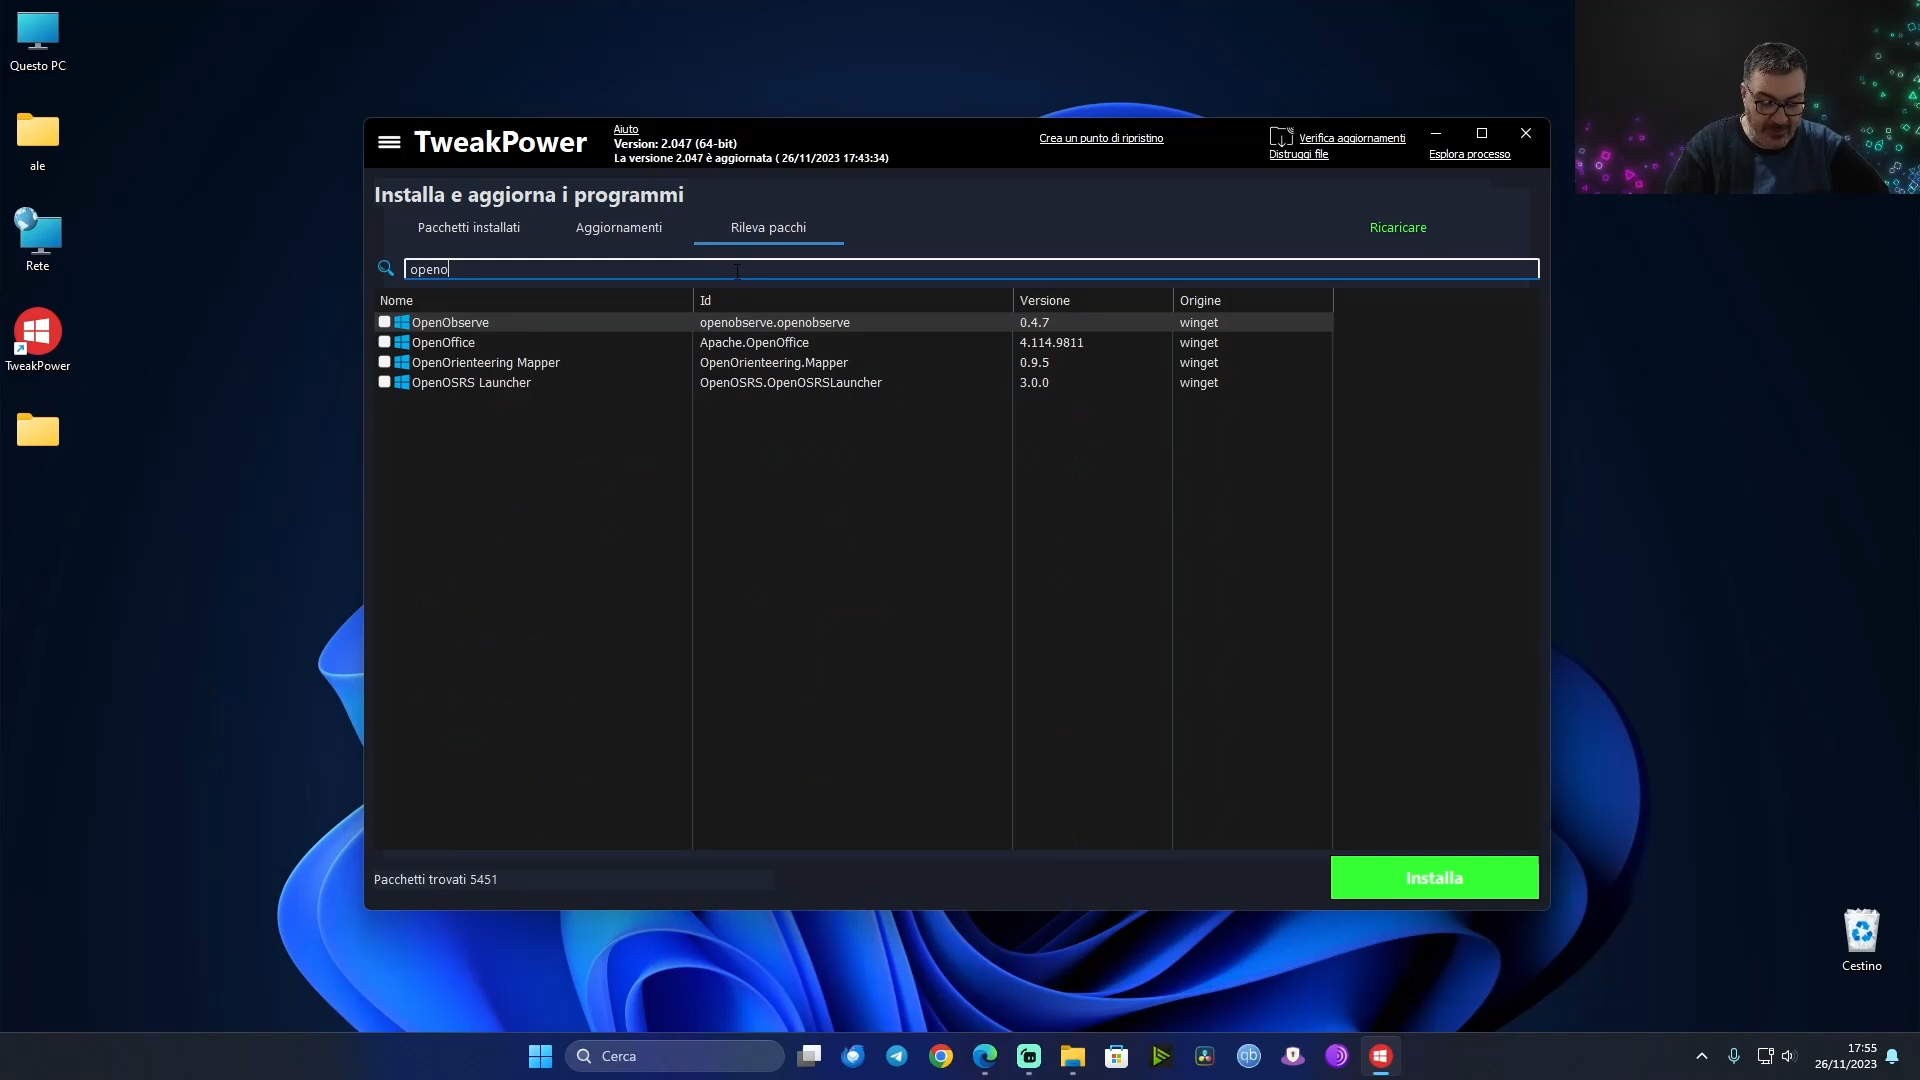 Questo PC
ale
Rete
TweakPower
TweakPower
Aiuto
Version: 2.047 (64-bit)
La versione 2.047 è aggiornata ( 26/11/2023 17:43:34)
Crea un punto di ripristino
Verifica aggiornamenti
Distruggi file
Esplora processo
Installa e aggiorna i programmi
Pacchetti installati Aggiornamenti Rileva pacchi Ricaricare
openo
Nome Id Versione Origine
OpenObserve openobserve.openobserve 0.4.7 winget
OpenOffice Apache.OpenOffice 4.114.9811 winget
OpenOrienteering Mapper OpenOrienteering.Mapper 0.9.5 winget
OpenOSRS Launcher OpenOSRS.OpenOSRSLauncher 3.0.0 winget
Pacchetti trovati 5451
Installa
Cestino
Cerca
qb
17:55
26/11/2023